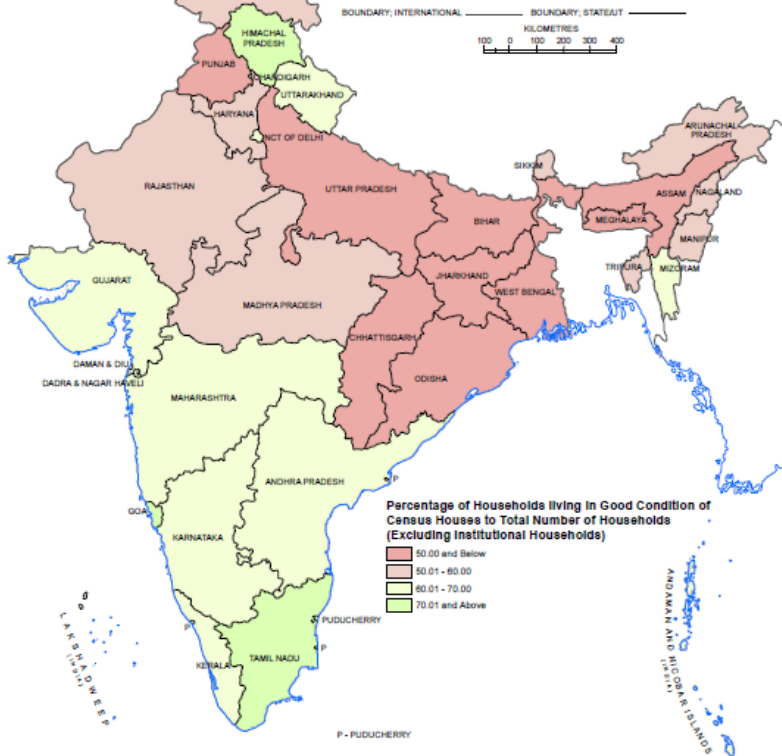 BOUNDARY; INTERNATIONAL
BOUNDARY; STATE/UT
KILOMETRES
100 0 100 200 300 400
HIMACHAL
PRADESH
PUNJAB
CHANDIGARH
UTTARAKHAND
HARYANA
NCT OF DELHI
ARUNACHAL
PRADESH
SIKKIM
RAJASTHAN
UTTAR PRADESH
ASSAM
NAGALAND
BIHAR
MEGHALAYA
MANIPUR
TRIPURA
MIZORAM
GUJARAT
JHARKHAND
WEST BENGAL
MADHYA PRADESH
CHHATTISGARH
DAMAN & DIU
DADRA & NAGAR HAVELI
ODISHA
MAHARASHTRA
ANDHRA PRADESH
P
GOA
KARNATAKA
Percentage of Households living in Good Condition of
Census Houses to Total Number of Households
(Excluding Institutional Households)
50.00 and Below
50.01 - 60.00
60.01 - 70.00
70.01 and Above
LAKSHADWEEP
(INDIA)
P
PUDUCHERRY
P
KERALA
TAMIL NADU
ANDAMAN AND NICOBAR ISLANDS
(INDIA)
P - PUDUCHERRY